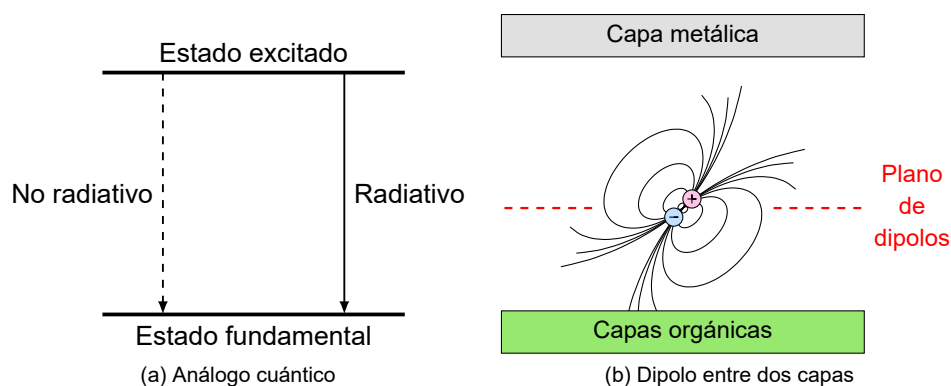 Estado excitado
No radiativo
Radiativo
Estado fundamental
(a) Análogo cuántico
Capa metálica
+
−
Plano
de
dipolos
Capas orgánicas
(b) Dipolo entre dos capas